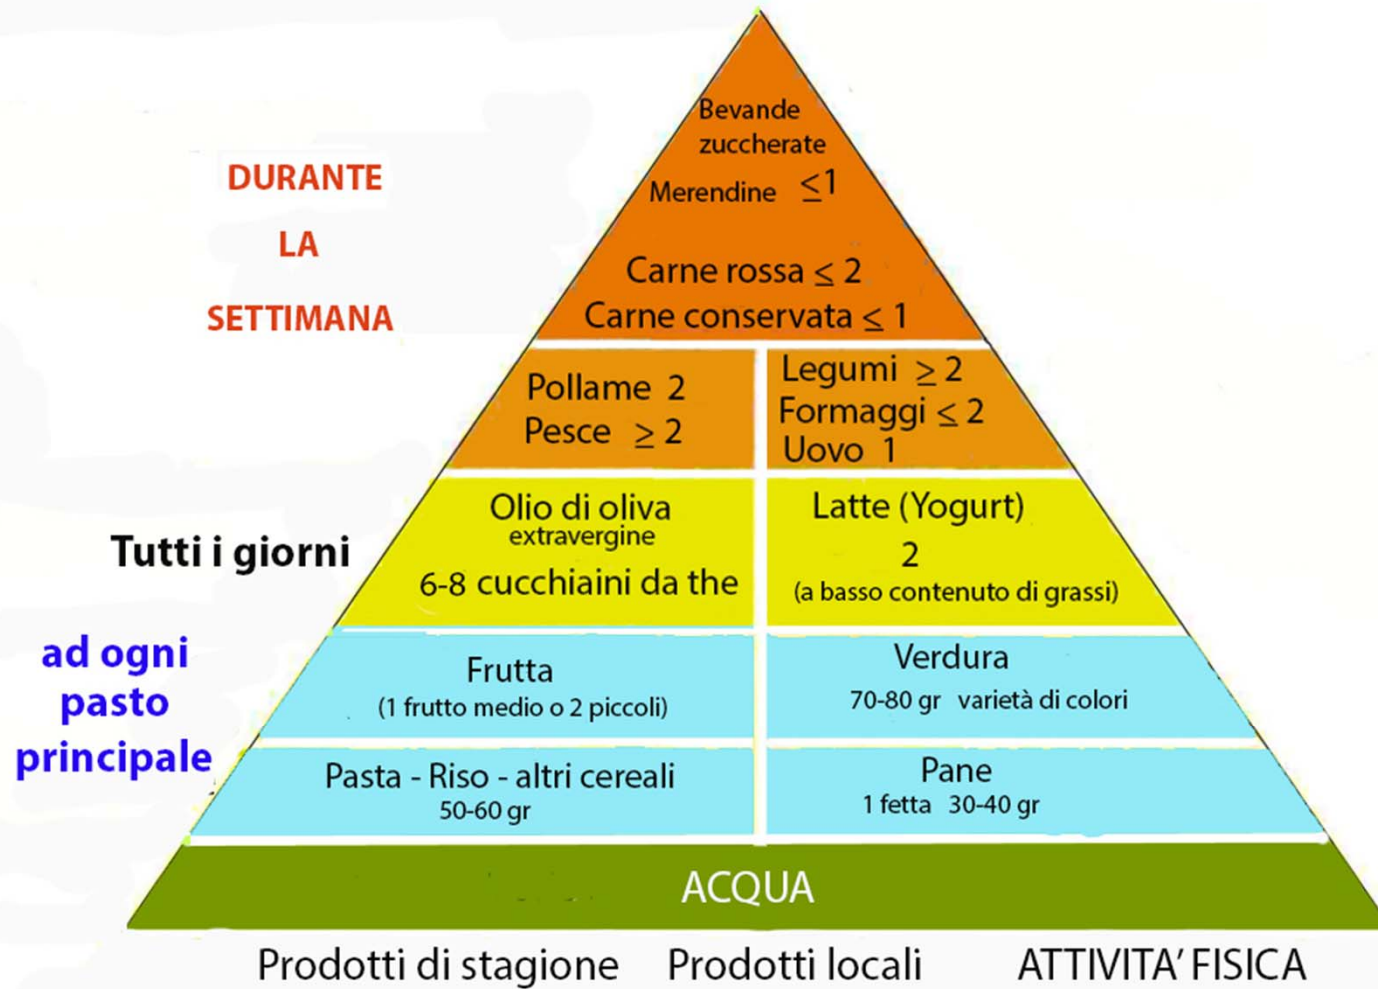 Bevande
zuccherate
Merendine ≤1
DURANTE
LA
SETTIMANA
Carne rossa ≤ 2
Carne conservata ≤ 1
Pollame 2
Pesce ≥ 2
Legumi ≥ 2
Formaggi ≤ 2
Uovo 1
Tutti i giorni
Olio di oliva
extravergine
6-8 cucchiaini da the
Latte (Yogurt)
2
(a basso contenuto di grassi)
ad ogni
pasto
principale
Frutta
(1 frutto medio o 2 piccoli)
Verdura
70-80 gr varietà di colori
Pasta - Riso - altri cereali
50-60 gr
Pane
1 fetta 30-40 gr
ACQUA
Prodotti di stagione Prodotti locali ATTIVITA' FISICA